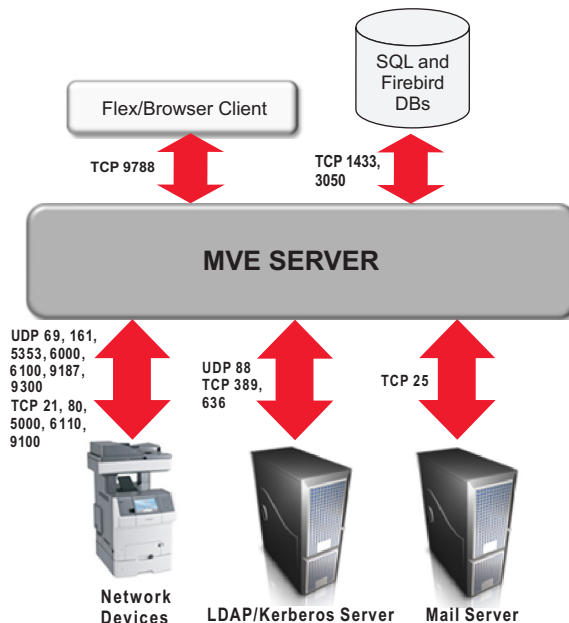 SQL and
Firebird
DBs
Flex/Browser Client
TCP 9788
TCP 1433,
3050
MVE SERVER
UDP 69, 161,
5353, 6000,
6100, 9187,
9300
TCP 21, 80,
5000, 6110,
9100
UDP 88
TCP 389,
636
TCP 25
Network
Devices
LDAP/Kerberos Server
Mail Server